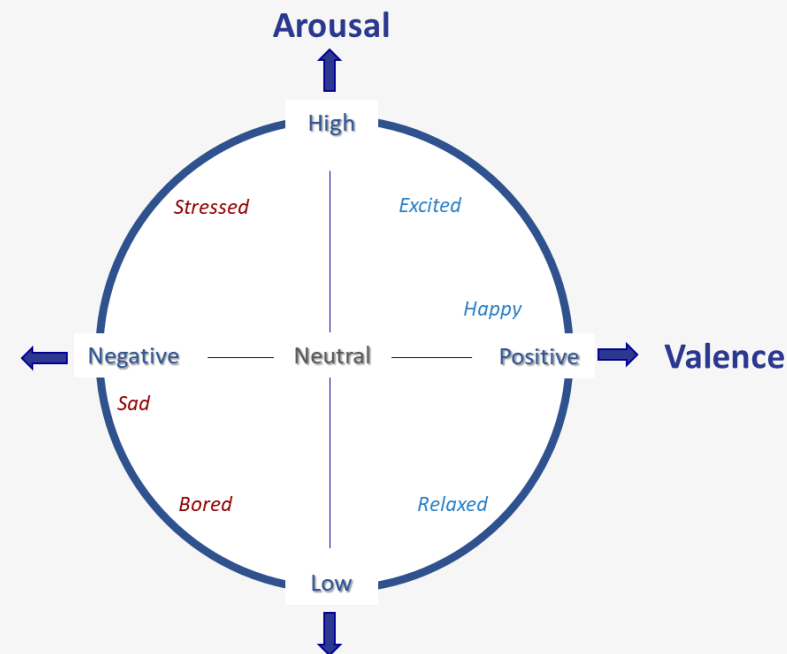 Arousal
High
Stressed
Excited
Happy
Negative
Neutral
Positive
Valence
Sad
Bored
Relaxed
Low